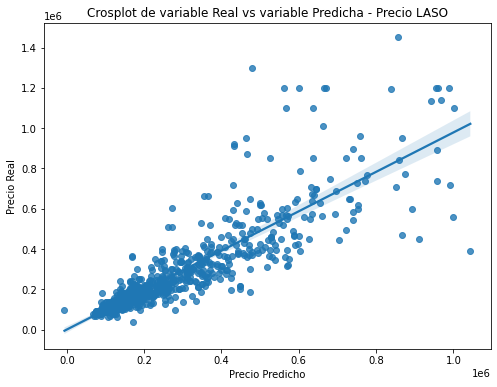 Crosplot de variable Real vs variable Predicha - Precio LASO
1e6
1.4
1.2
1.0
0.8
0.6
0.4
0.2
0.0
Precio Real
0.0 0.2 0.4 0.6 0.8 1.0
1e6
Precio Predicho